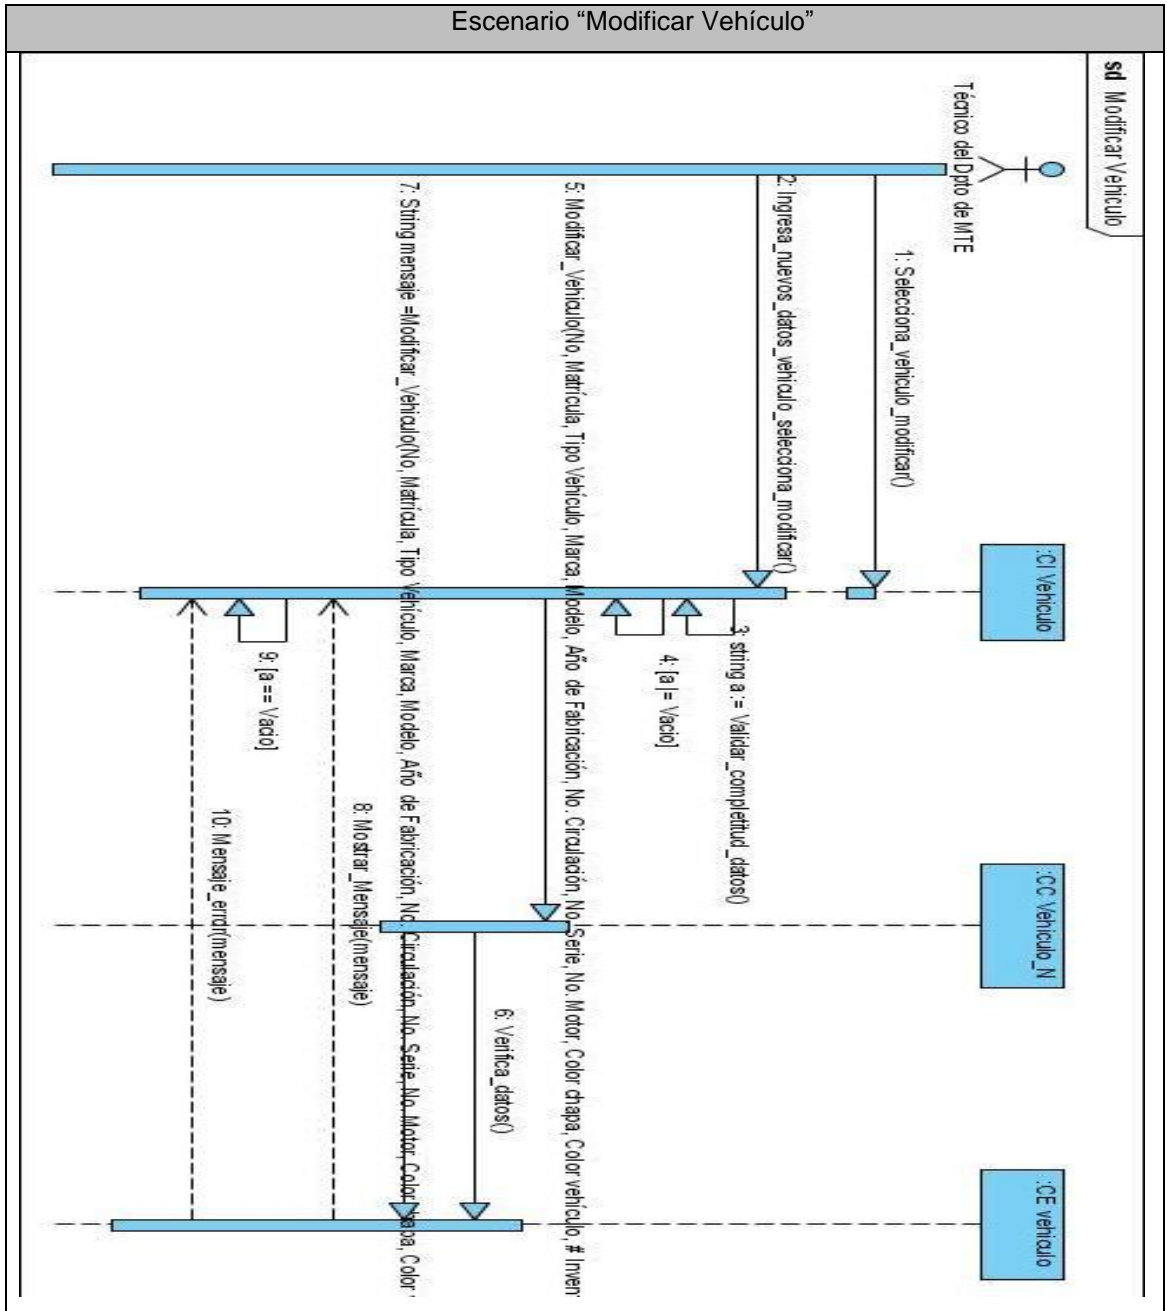 Escenario “Modificar Vehículo”
sd Modificar Vehiculo
Técnico del Dpto de MTE
:CI Vehiculo
:CC Vehiculo_N
:CE vehiculo
1: Selecciona_vehiculo_modificar()
2: Ingresa_nuevos_datos_vehiculo_selecciona_modificar()
3: string a := Validar_completitud_datos()
4: [a|= Vacio]
5: Modificar_Vehiculo(No, Matrícula, Tipo Vehículo, Marca, Modelo, Año de Fabricación, No. Circulación, No. Serie, No. Motor, Color chapa, Color vehículo, # Inven
6: Verifica_datos()
7: String mensaje =Modificar_Vehiculo(No, Matrícula, Tipo Vehículo, Marca, Modelo, Año de Fabricación, No. Circulación, No. Serie, No. Motor, Color chapa, Color
8: Mostrar_Mensaje(mensaje)
9: [a == Vacio]
10: Mensaje_error(mensaje)